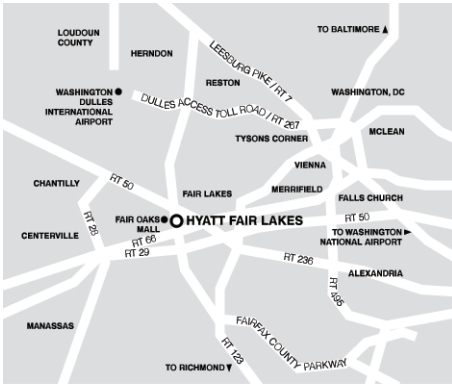 LOUDOUN
COUNTY
TO BALTIMORE ▲
HERNDON
LEESBURG PIKE / RT 7
RESTON
WASHINGTON
DULLES
INTERNATIONAL
AIRPORT
WASHINGTON, DC
DULLES ACCESS TOLL ROAD / RT 267
TYSONS CORNER
MCLEAN
VIENNA
CHANTILLY
RT 50
FAIR LAKES
MERRIFIELD
FALLS CHURCH
RT 28
FAIR OAKS
MALL
HYATT FAIR LAKES
RT 50
CENTERVILLE
RT 66
RT 29
TO WASHINGTON ►
NATIONAL AIRPORT
RT 236
ALEXANDRIA
RT 495
MANASSAS
FAIRFAX COUNTY PARKWAY
RT 123
TO RICHMOND ▼